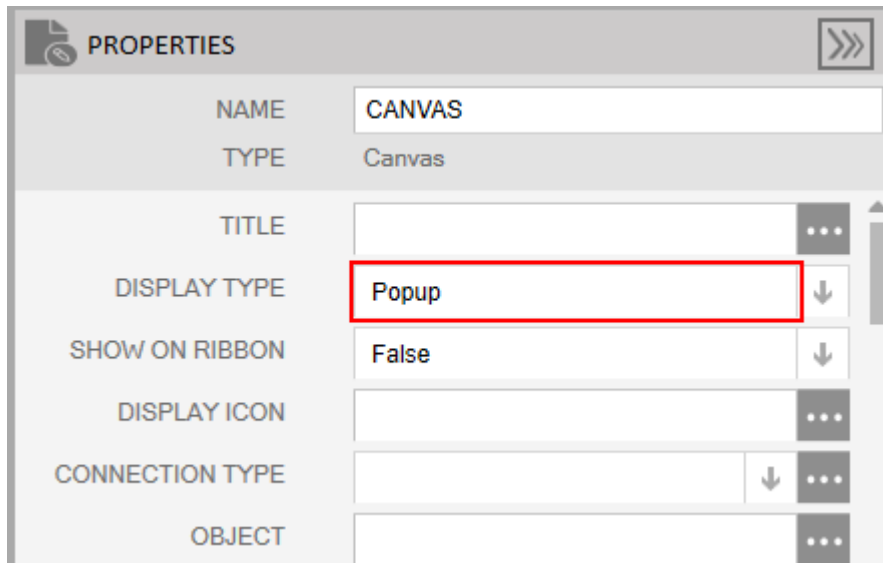 PROPERTIES
NAME CANVAS
TYPE Canvas
TITLE
DISPLAY TYPE Popup
SHOW ON RIBBON False
DISPLAY ICON
CONNECTION TYPE
OBJECT